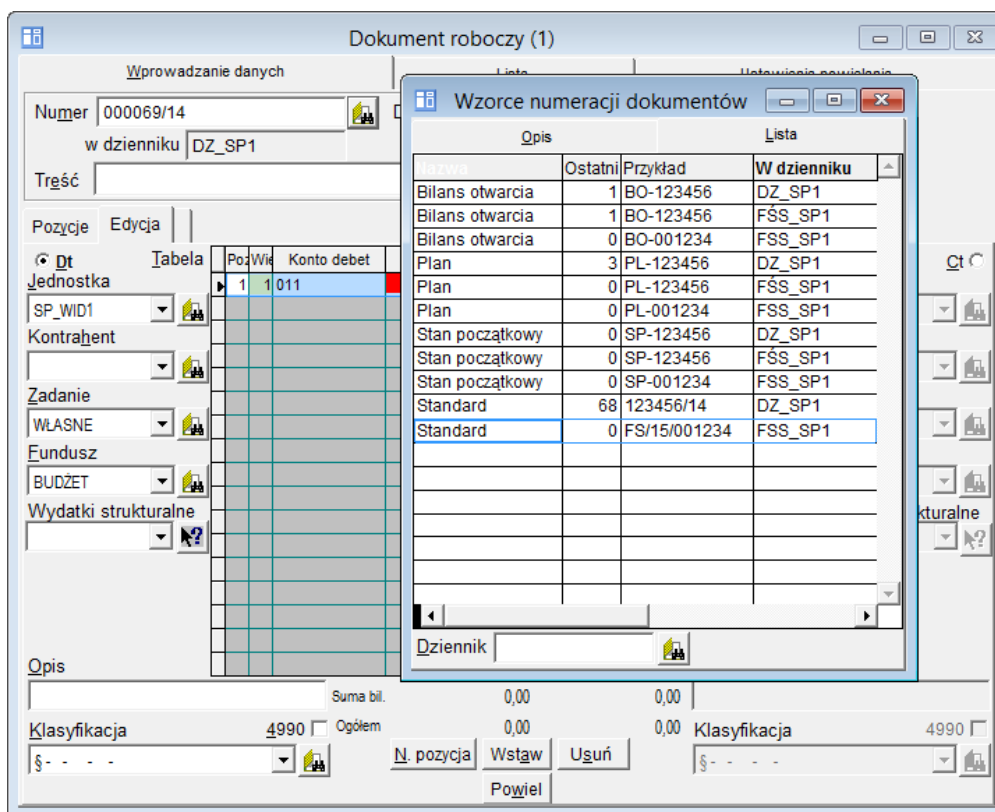 Dokument roboczy (1)
Wprowadzanie danych
Lista
Ustawienia powielania
Numer 000069/14
w dzienniku DZ_SP1
Treść
Pozycje Edycja
Dt Tabela
Poz Wie Konto debet
1 1 011
Ct
Jednostka
SP_WID1
Kontrahent
Zadanie
WŁASNE
Fundusz
BUDŻET
Wydatki strukturalne
kturalne
Wzorce numeracji dokumentów
Opis Lista
Nazwa Ostatni Przykład W dzienniku
Bilans otwarcia 1 BO-123456 DZ_SP1
Bilans otwarcia 1 BO-123456 FŚS_SP1
Bilans otwarcia 0 BO-001234 FSS_SP1
Plan 3 PL-123456 DZ_SP1
Plan 0 PL-123456 FŚS_SP1
Plan 0 PL-001234 FSS_SP1
Stan początkowy 0 SP-123456 DZ_SP1
Stan początkowy 0 SP-123456 FŚS_SP1
Stan początkowy 0 SP-001234 FSS_SP1
Standard 68 123456/14 DZ_SP1
Standard 0 FS/15/001234 FSS_SP1
Dziennik
Opis
Suma bil. 0,00 0,00
Klasyfikacja 4990 Ogółem 0,00 0,00 Klasyfikacja 4990
§- - - -
N. pozycja Wstaw Usuń
§- - - -
Powiel